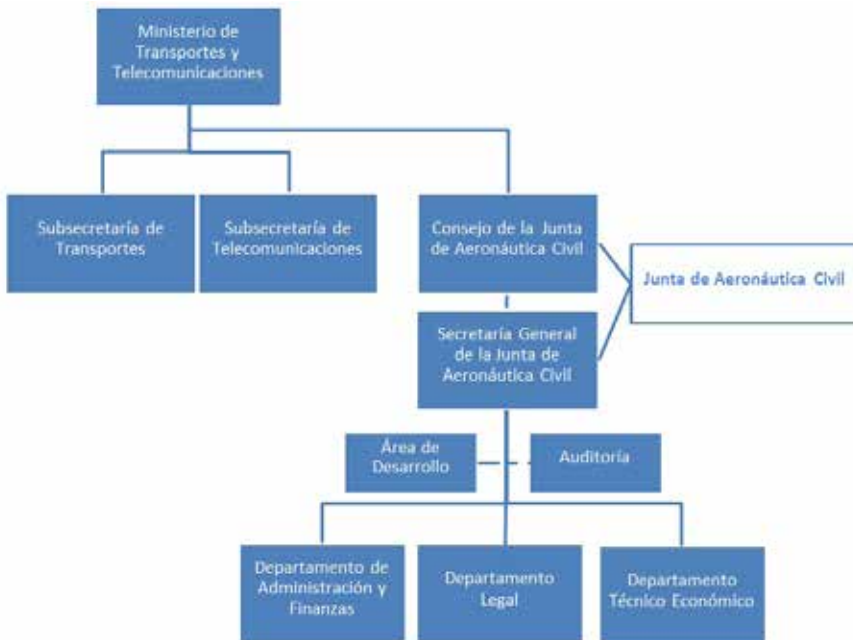 Ministerio de
Transportes y
Telecomunicaciones
Subsecretaría de
Transportes
Subsecretaría de
Telecomunicaciones
Consejo de la Junta
de Aeronáutica Civil
Junta de Aeronáutica Civil
Secretaría General
de la Junta de
Aeronáutica Civil
Área de
Desarrollo
Auditoría
Departamento de
Administración y
Finanzas
Departamento
Legal
Departamento
Técnico Económico